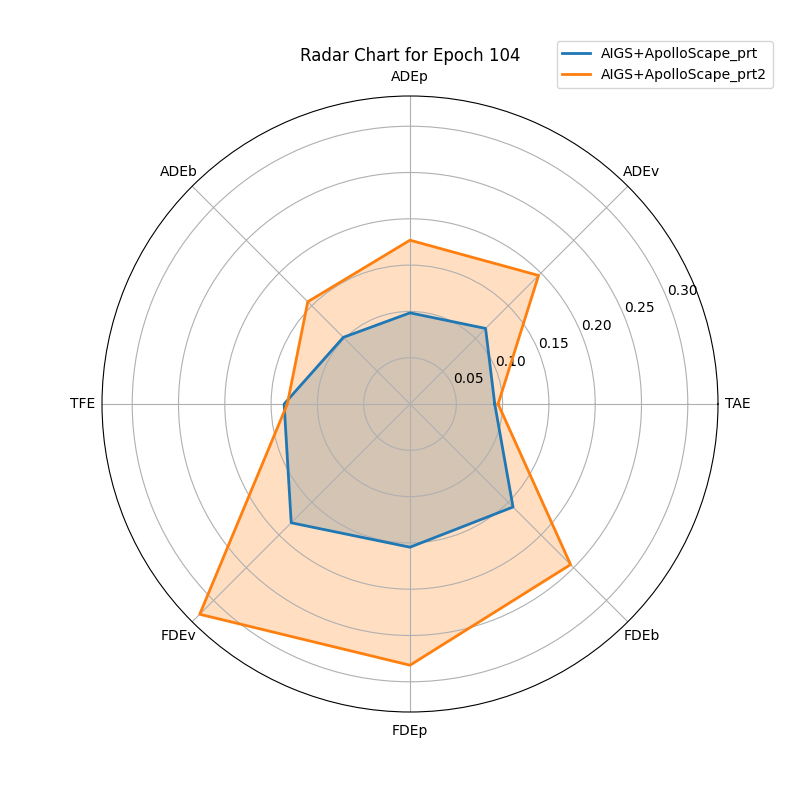 Radar Chart for Epoch 104
AIGS+ApolloScape_prt
AIGS+ApolloScape_prt2
ADEp
ADEb
ADEv
0.30
0.25
0.20
0.15
0.10
0.05
TFE
TAE
FDEv
FDEb
FDEp